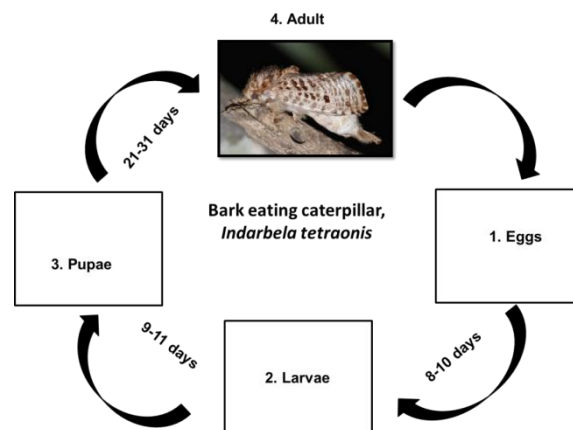 4. Adult
21-31 days
Bark eating caterpillar,
Indarbela tetraonis
1. Eggs
3. Pupae
9-11 days
2. Larvae
8-10 days